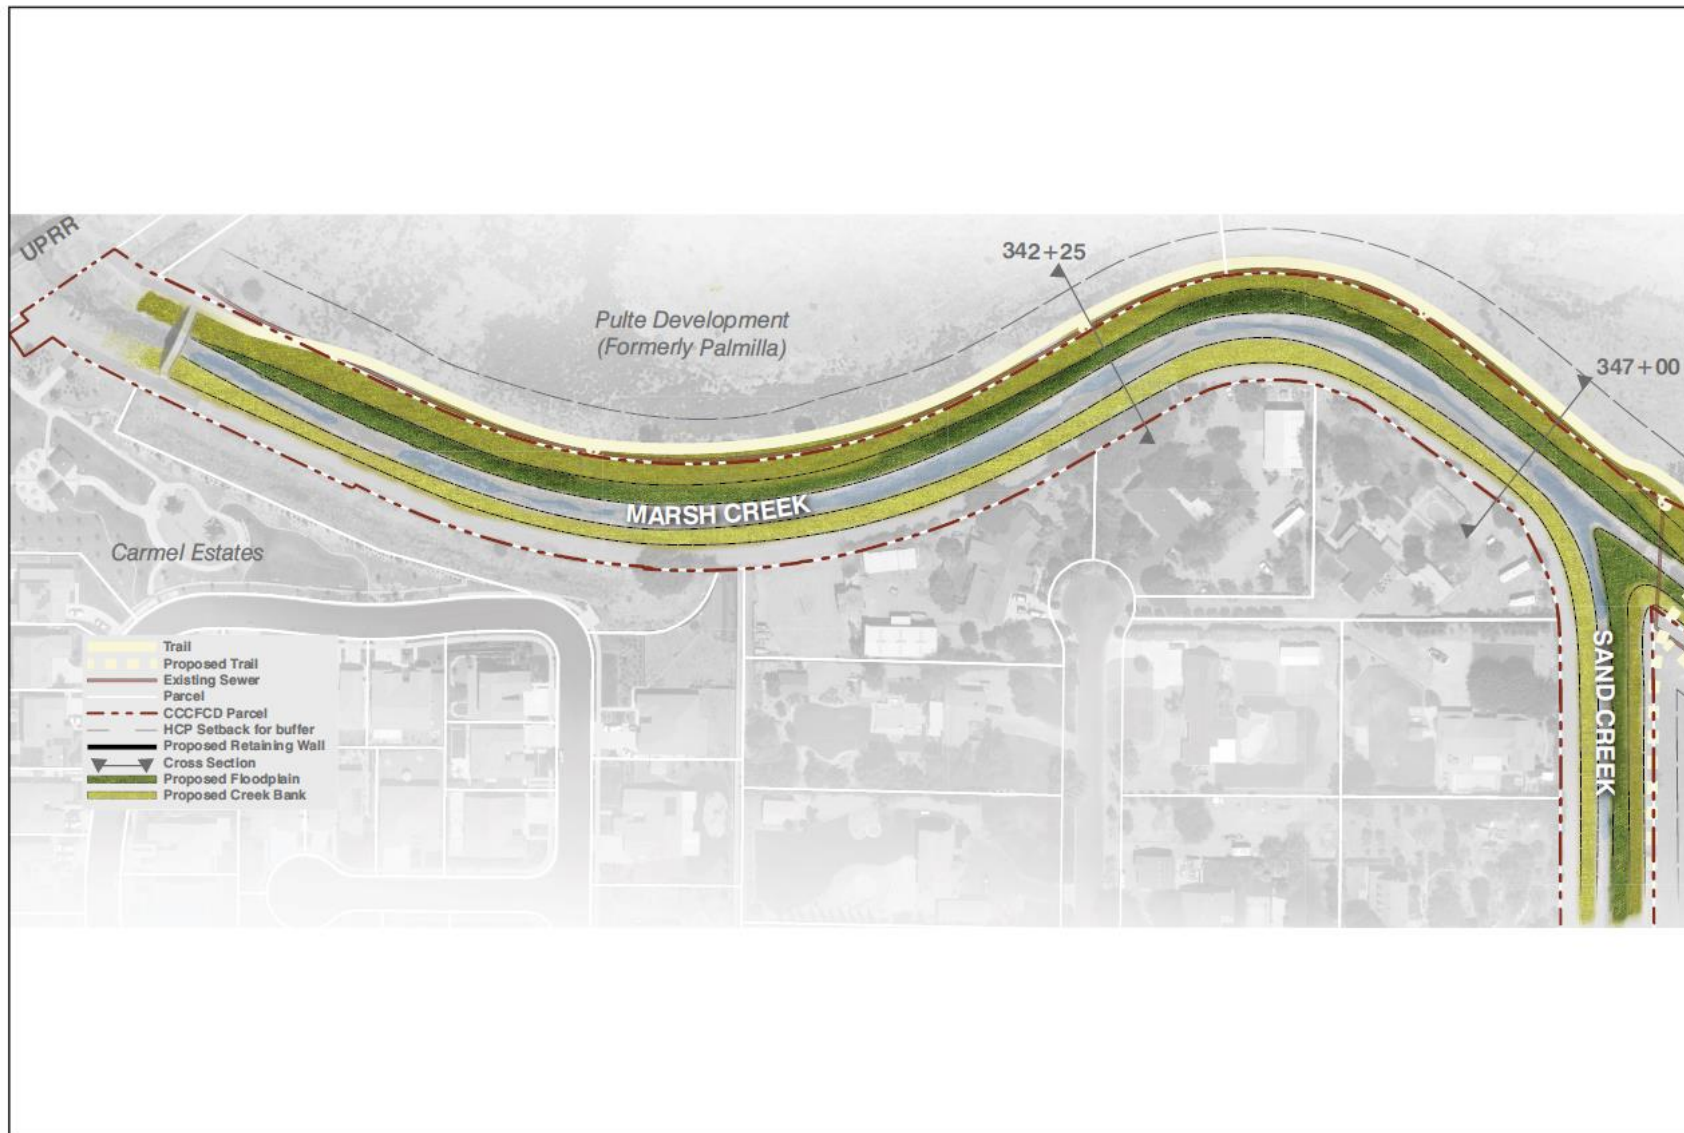 UPRR
342+25
Pulte Development
(Formerly Palmilla)
347+00
MARSH CREEK
Carmel Estates
SAND CREEK
Trail
Proposed Trail
Existing Sewer
Parcel
CCCFCD Parcel
HCP Setback for buffer
Proposed Retaining Wall
Cross Section
Proposed Floodplain
Proposed Creek Bank